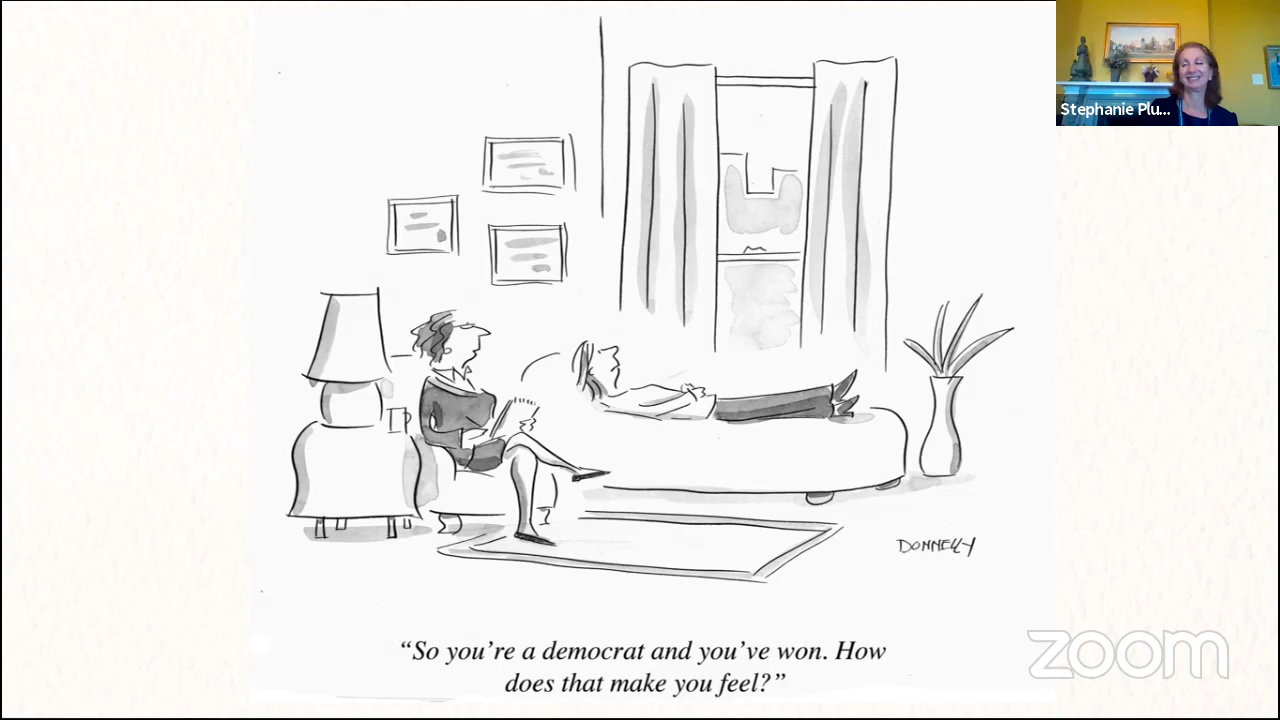 Stephanie Plu...
DONNELLY
“So you’re a democrat and you’ve won. How
does that make you feel?”
zoom